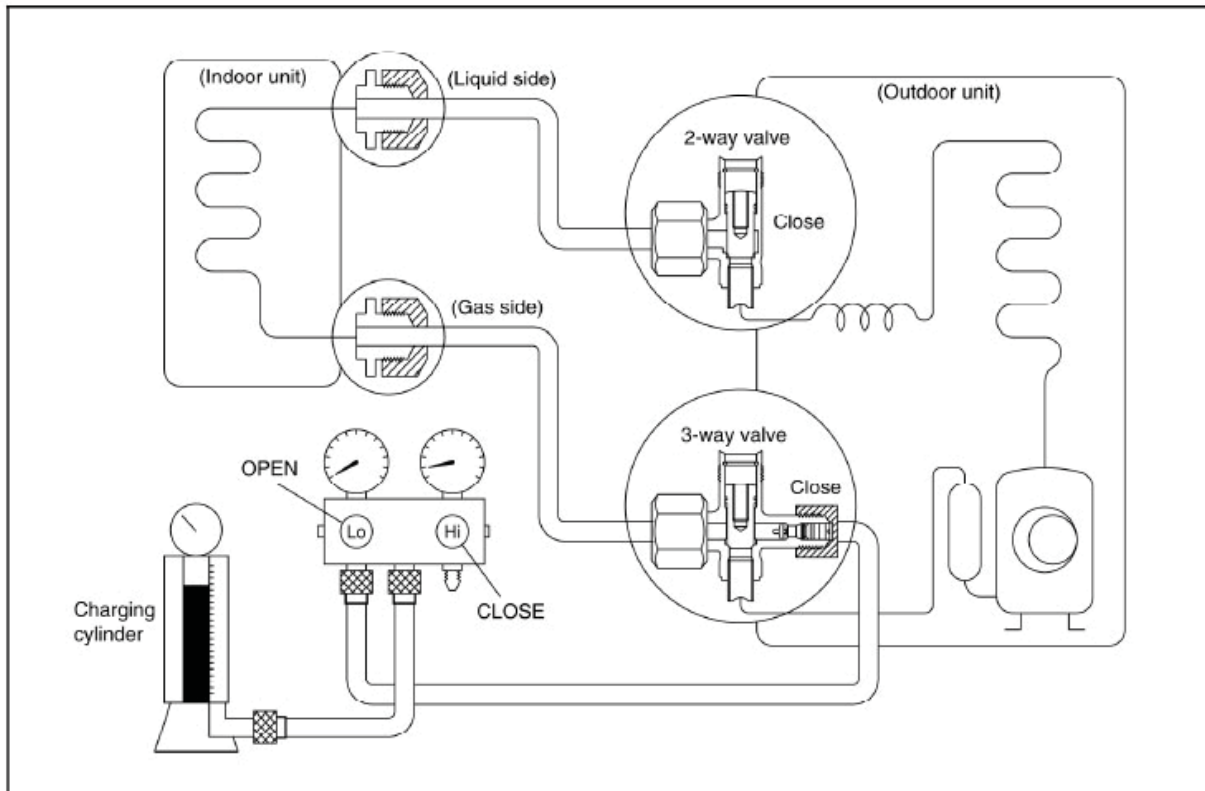 (Indoor unit)
(Liquid side)
(Outdoor unit)
2-way valve
Close
(Gas side)
3-way valve
Close
OPEN
Lo
Hi
CLOSE
Charging
cylinder